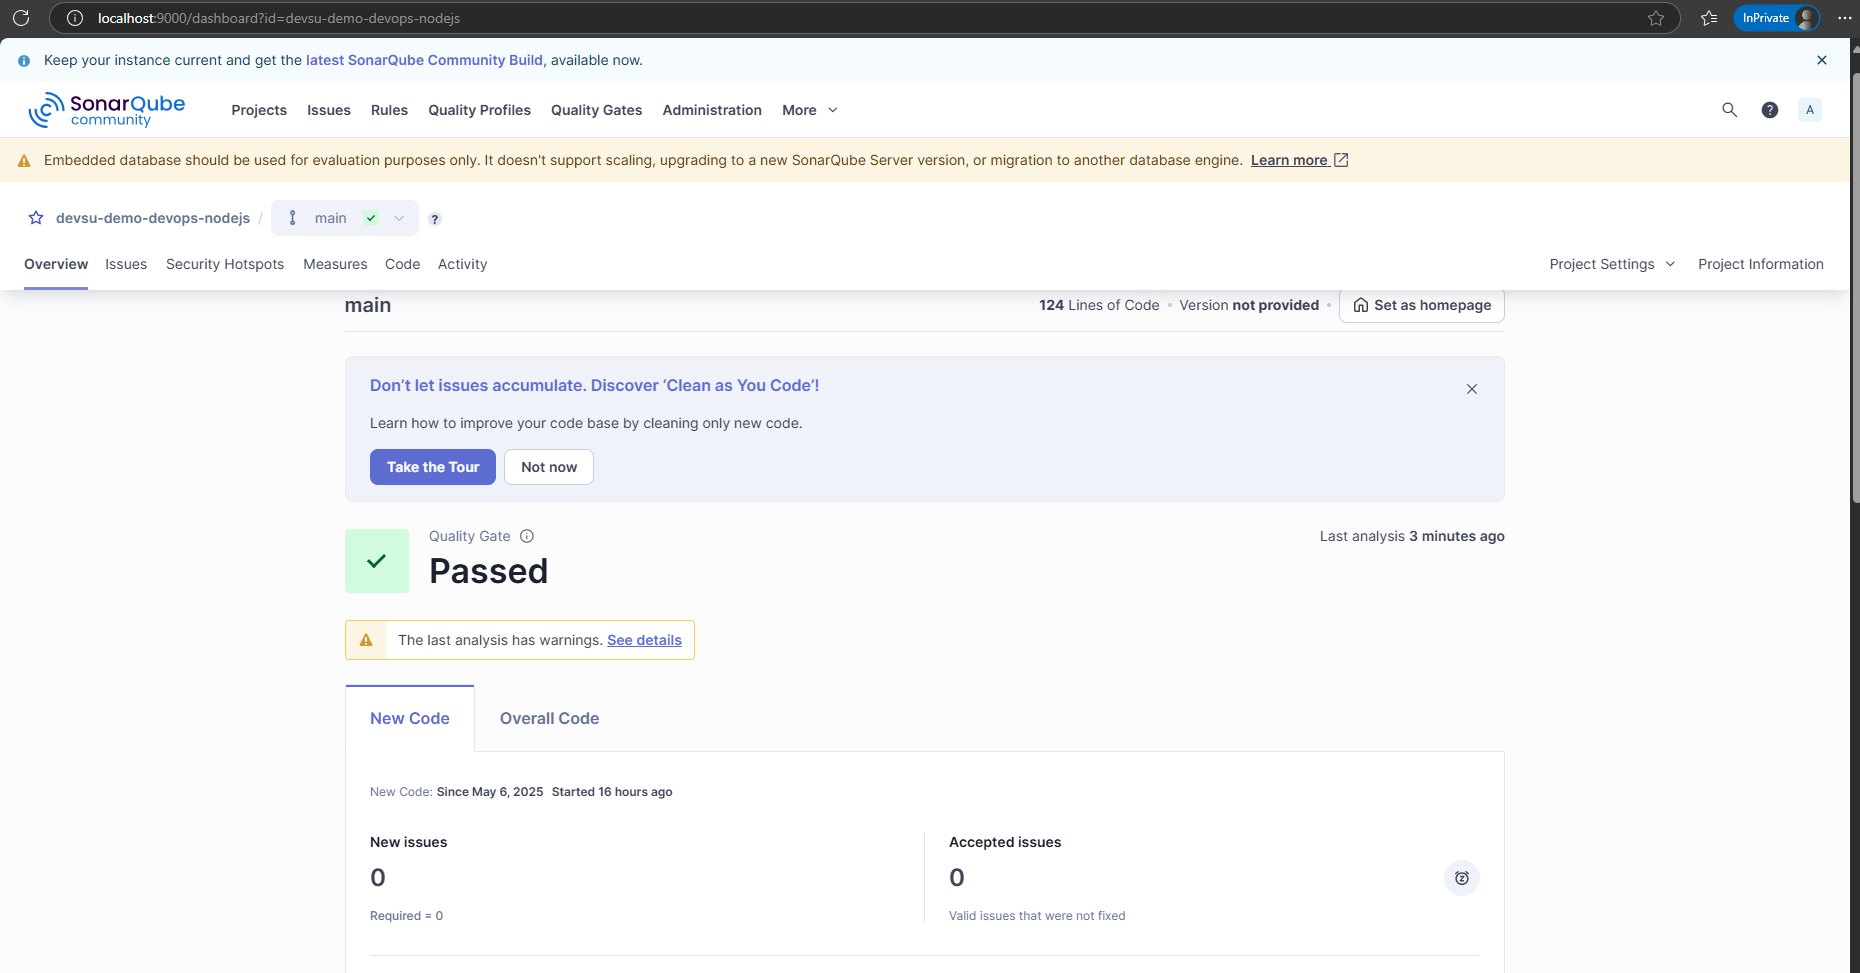 localhost:9000/dashboard?id=devsu-demo-devops-nodejs
InPrivate
Keep your instance current and get the latest SonarQube Community Build, available now.
SonarQube community
Projects Issues Rules Quality Profiles Quality Gates Administration More
? A
Embedded database should be used for evaluation purposes only. It doesn't support scaling, upgrading to a new SonarQube Server version, or migration to another database engine. Learn more
devsu-demo-devops-nodejs / main ?
Overview Issues Security Hotspots Measures Code Activity Project Settings Project Information
main 124 Lines of Code • Version not provided • Set as homepage
Don’t let issues accumulate. Discover ‘Clean as You Code’!
Learn how to improve your code base by cleaning only new code.
Take the Tour Not now
Quality Gate Last analysis 3 minutes ago
Passed
The last analysis has warnings. See details
New Code Overall Code
New Code: Since May 6, 2025 Started 16 hours ago
New issues Accepted issues
0 0
Required = 0 Valid issues that were not fixed